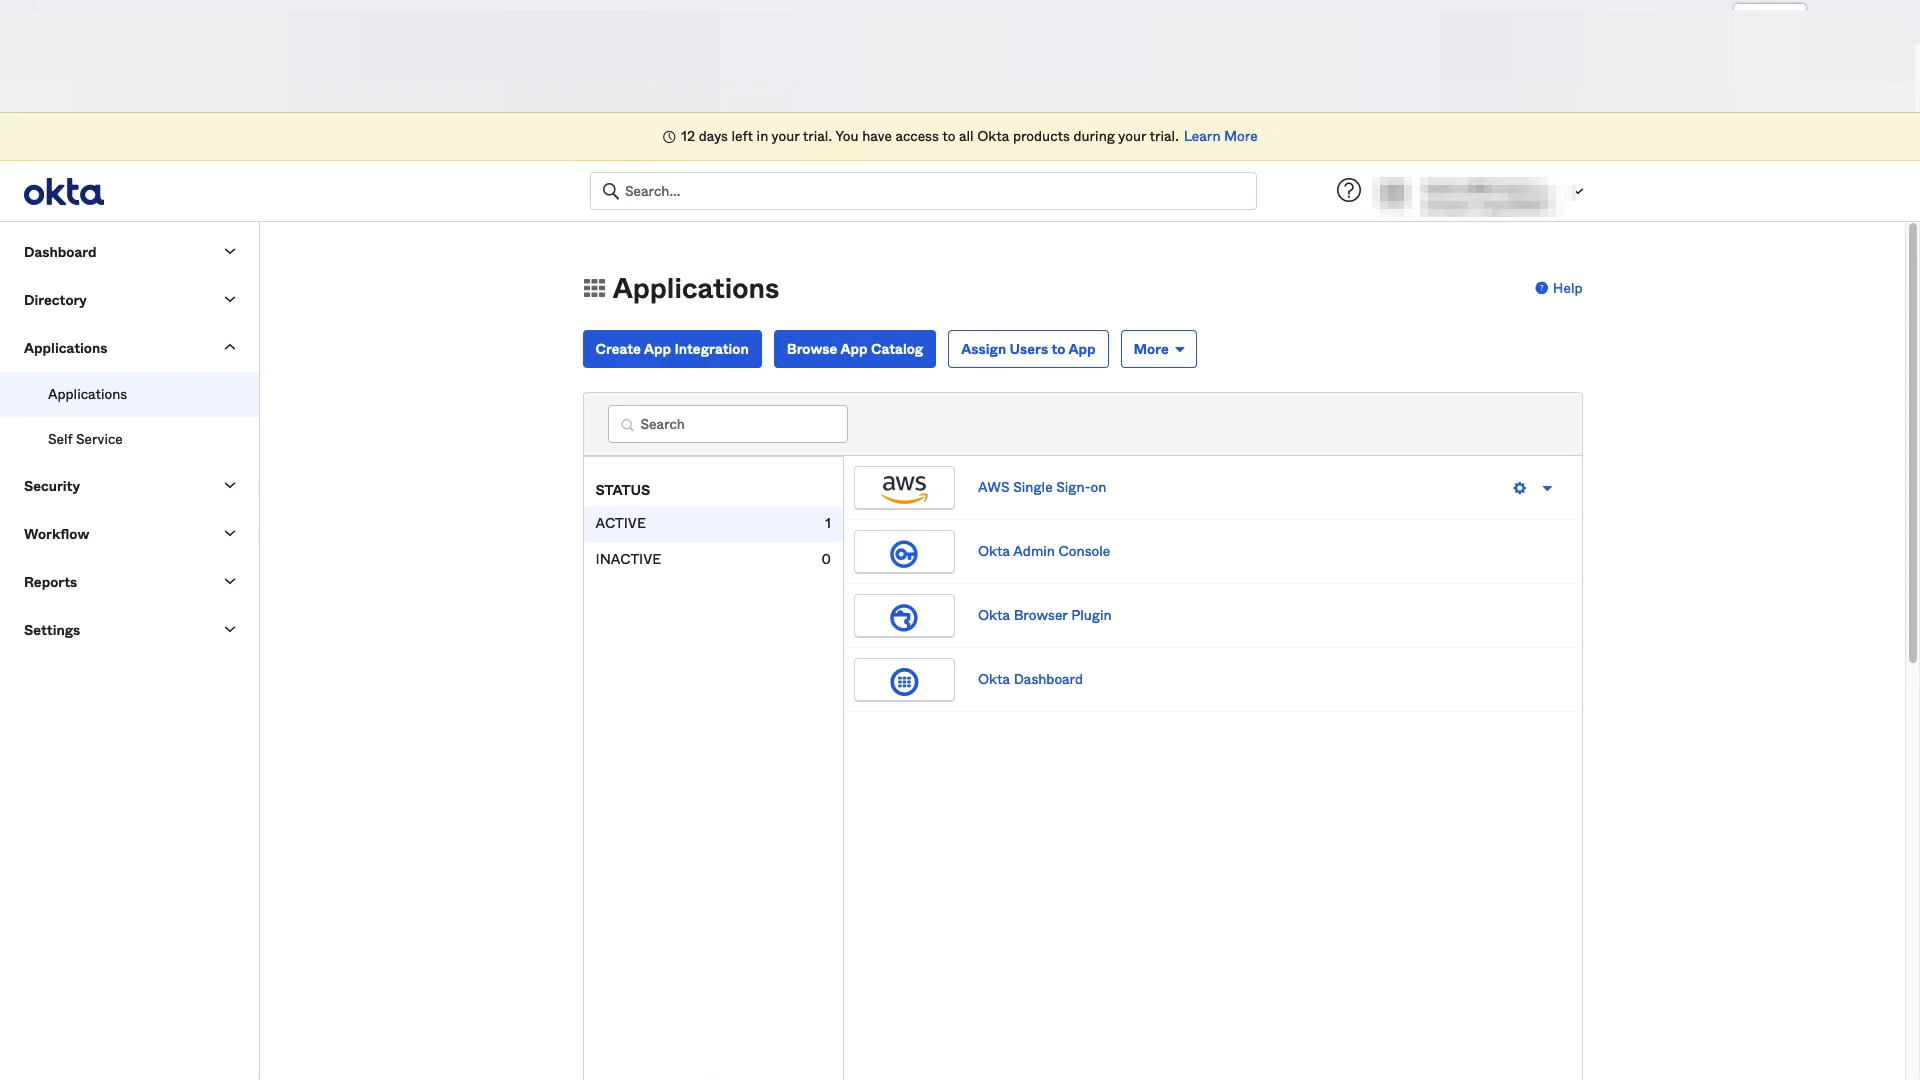 12 days left in your trial. You have access to all Okta products during your trial. Learn More
okta
Search...
Dashboard
Directory
Applications
Applications
Self Service
Security
Workflow
Reports
Settings
Applications
Help
Create App Integration
Browse App Catalog
Assign Users to App
More
Search
STATUS
ACTIVE 1
INACTIVE 0
aws AWS Single Sign-on
Okta Admin Console
Okta Browser Plugin
Okta Dashboard